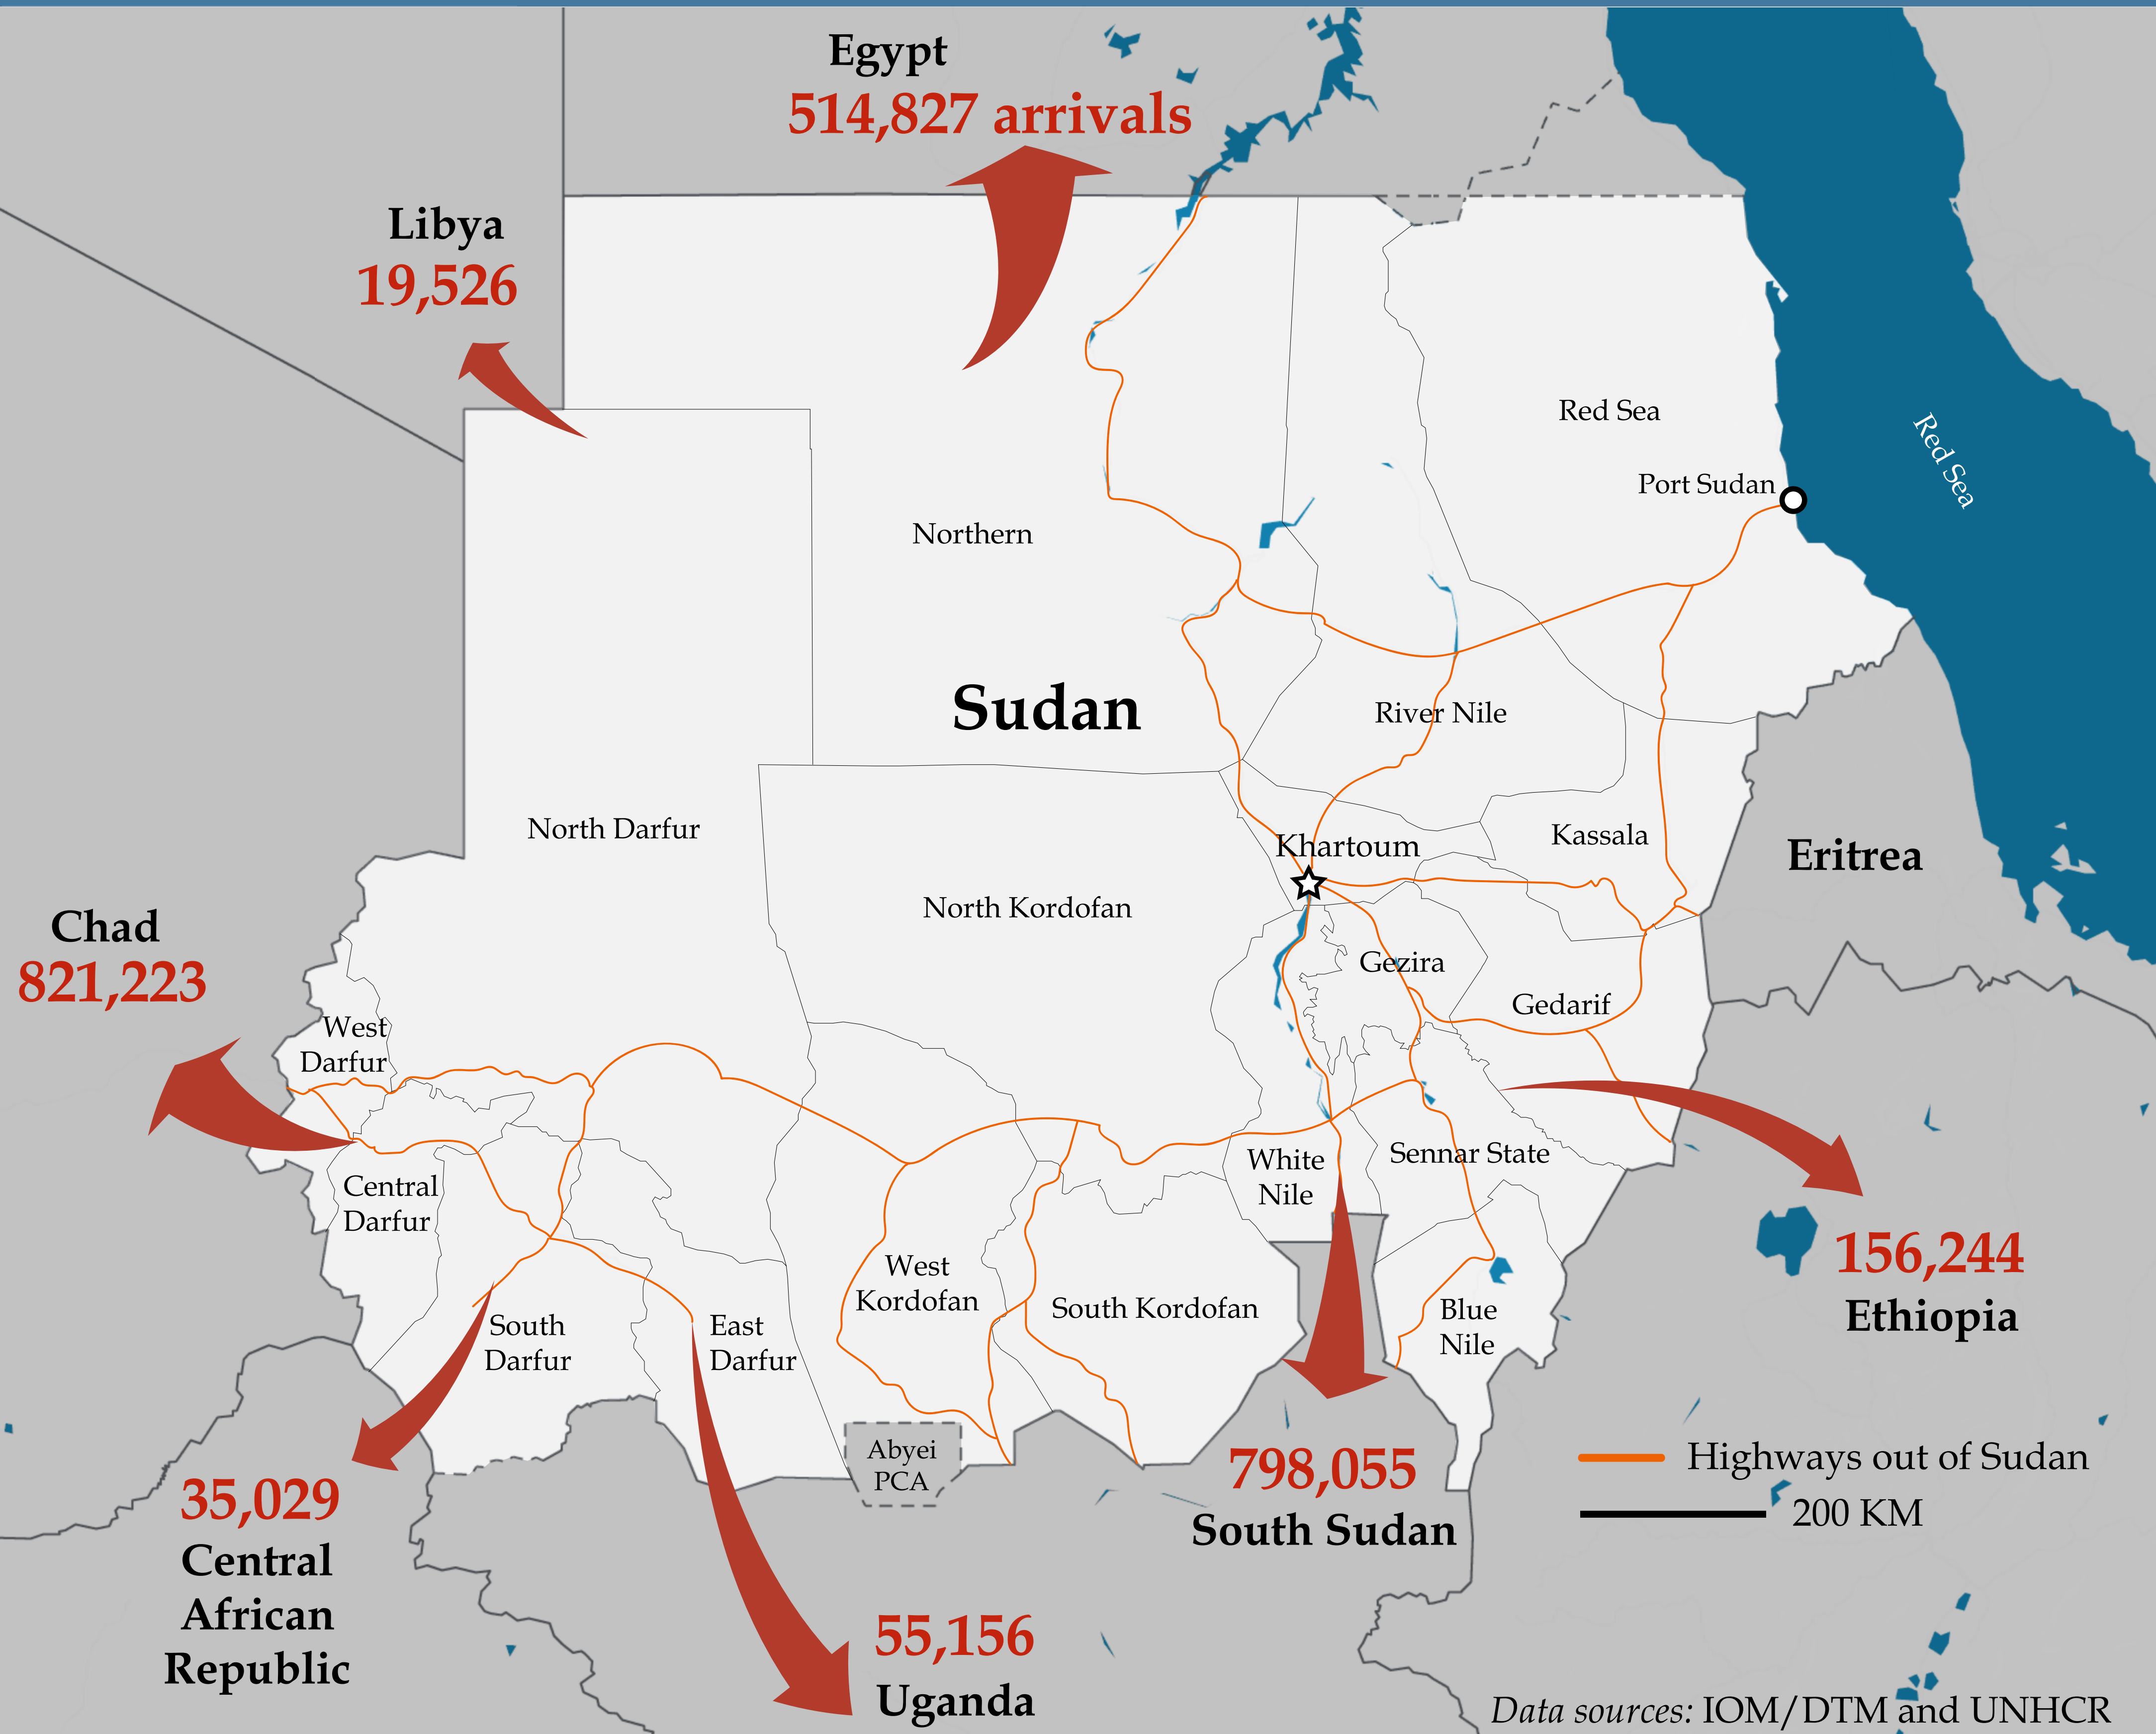 Egypt
514,827 arrivals
Libya
19,526
Red Sea
Port Sudan
Red Sea
Northern
Sudan
River Nile
North Darfur
Khartoum
Kassala
Eritrea
North Kordofan
Chad
821,223
Gezira
Gedarif
West
Darfur
Sennar State
White
Nile
Central
Darfur
156,244
Ethiopia
West
Kordofan
South Kordofan
Blue
Nile
South
Darfur
East
Darfur
Abyei
PCA
798,055
South Sudan
Highways out of Sudan
200 KM
35,029
Central
African
Republic
55,156
Uganda
Data sources: IOM/DTM and UNHCR